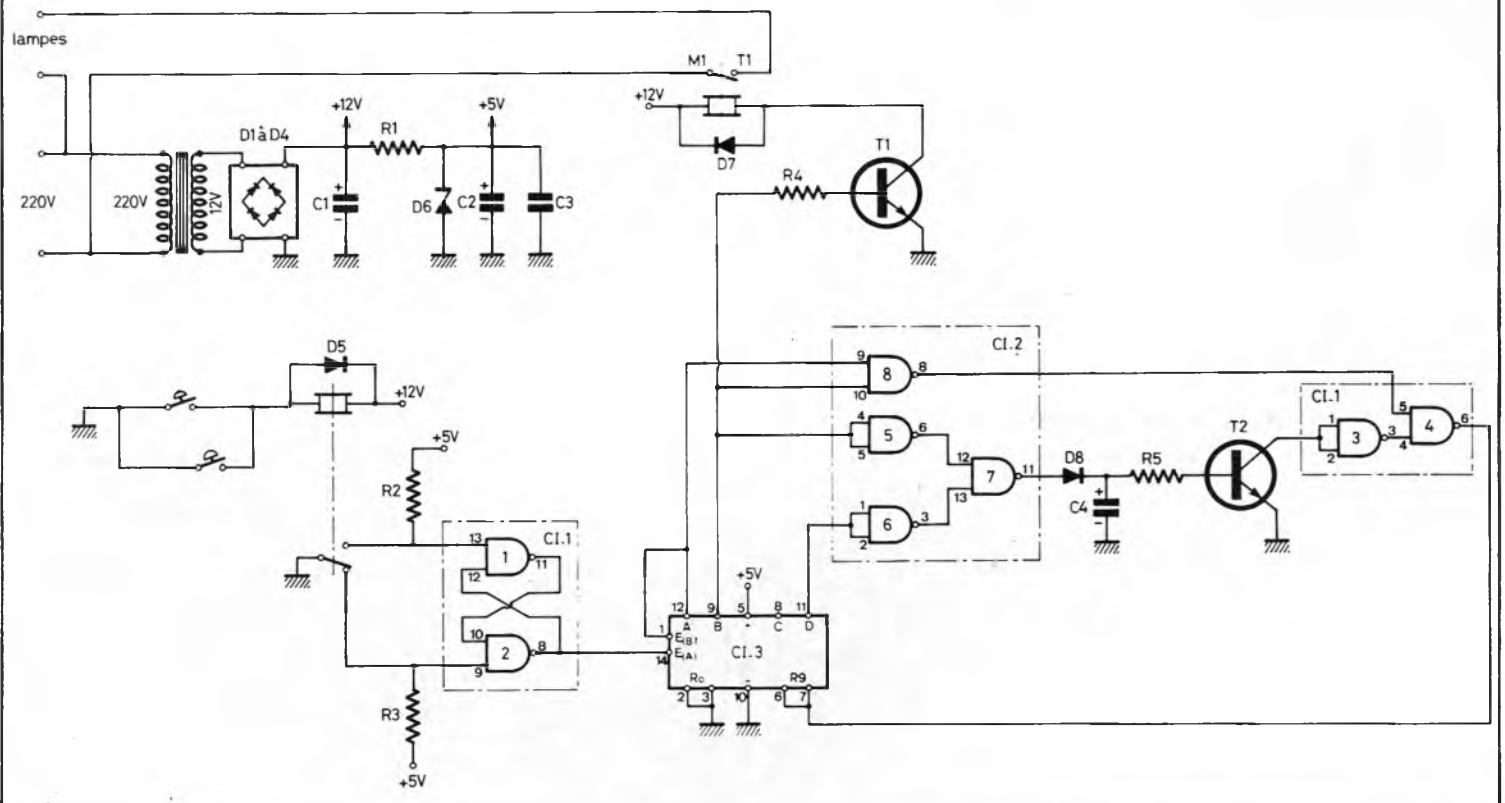 lampes
M1 T1
+12V
+12V +5V
D1 à D4 R1
D7
T1
R4
220V 220V 12V
C1 + - D6 C2 + - C3
D5
+12V
+5V
R2
CI.1
13 1 11
12
10 2 8
9
R3
+5V
CI.2
9 8 8
10
4 5 6
5
12 7 11
13
1 6 3
2
D8 R5
C4 + -
T2
CI.1
1 3 3
2
5 4 6
4
+5V
12 9 5 8 11
A B - C D
1 E(B)
14 E(A)
CI.3
Ro - R9
2 3 10 6 7